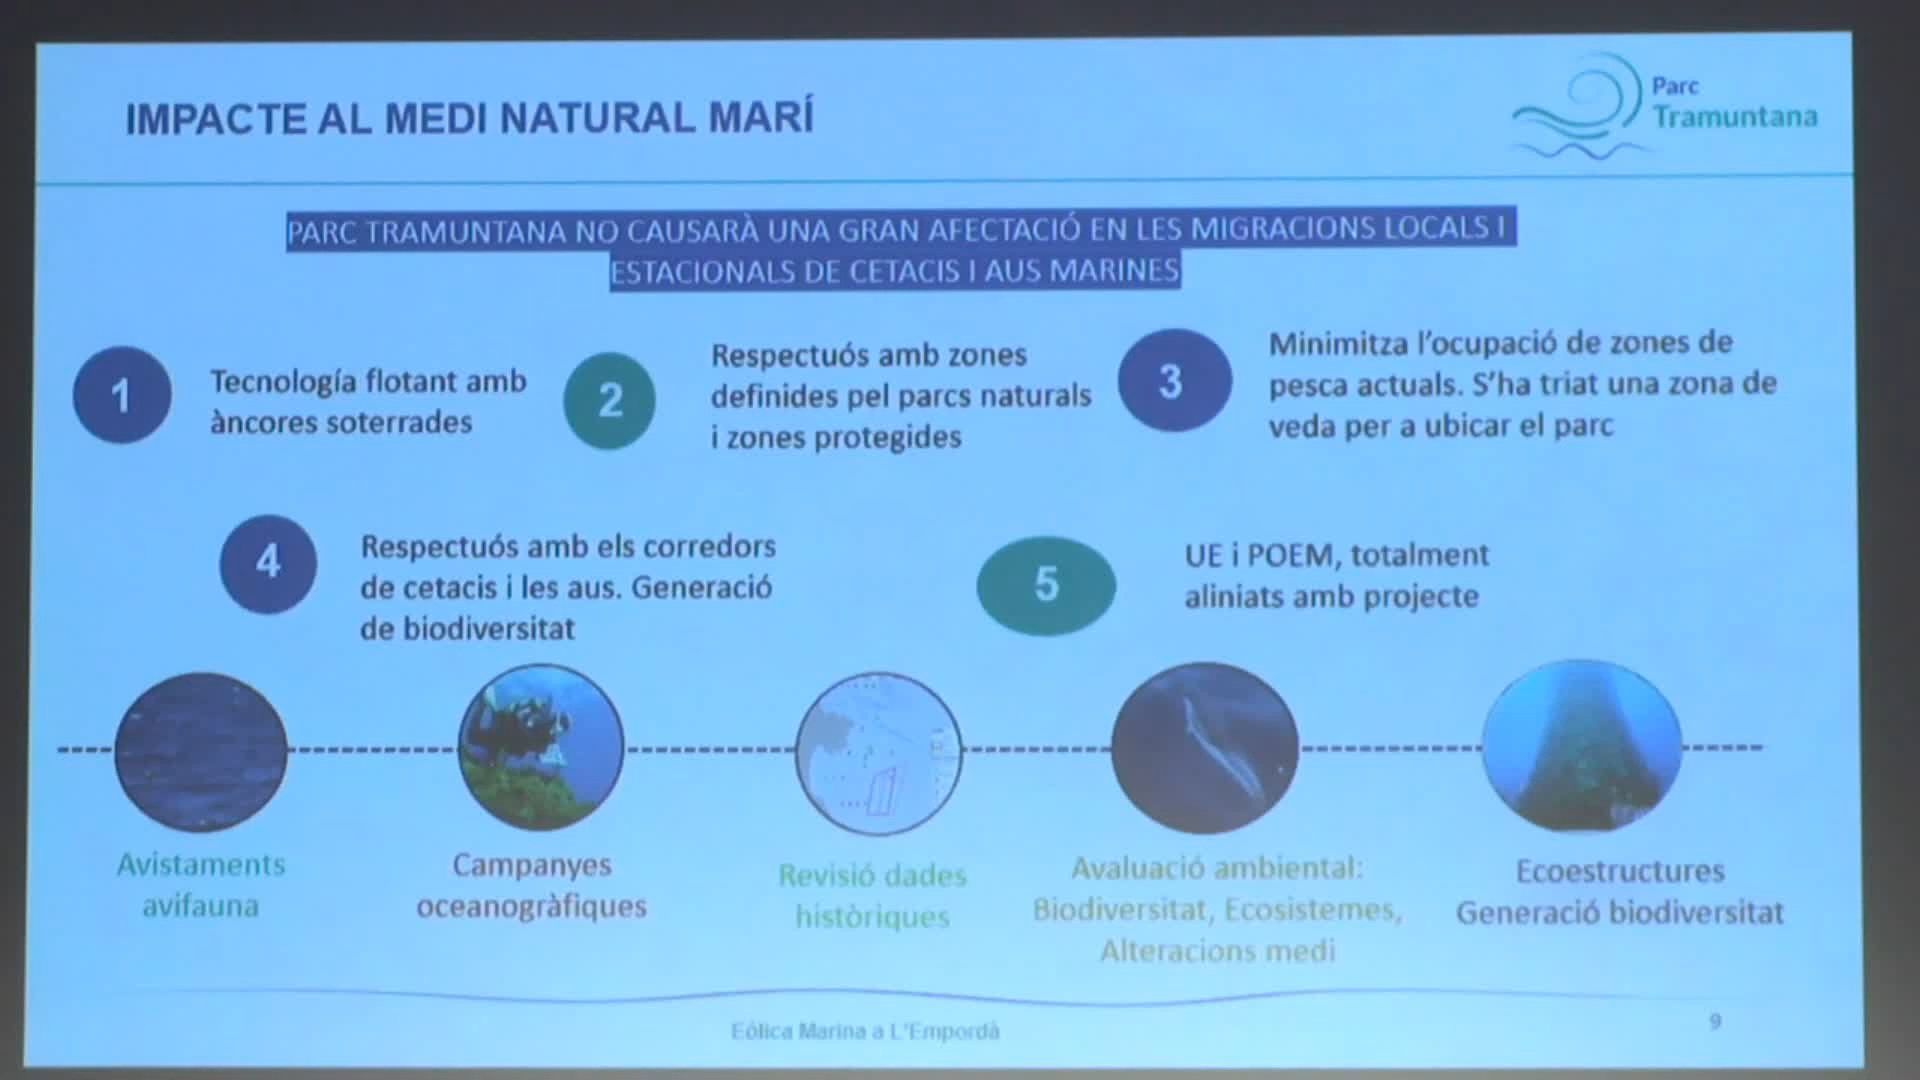 IMPACTE AL MEDI NATURAL MARÍ
Parc
Tramuntana
PARC TRAMUNTANA NO CAUSARÀ UNA GRAN AFECTACIÓ EN LES MIGRACIONS LOCALS I
ESTACIONALS DE CETACIS I AUS MARINES
1
Tecnología flotant amb
àncores soterrades
2
Respectuós amb zones
definides pel parcs naturals
i zones protegides
3
Minimitza l'ocupació de zones de
pesca actuals. S'ha triat una zona de
veda per a ubicar el parc
4
Respectuós amb els corredors
de cetacis i les aus. Generació
de biodiversitat
5
UE i POEM, totalment
aliniats amb projecte
Avistaments
avifauna
Campanyes
oceanogràfiques
Revisió dades
històriques
Avaluació ambiental:
Biodiversitat, Ecosistemes,
Alteracions medi
Ecoestructures
Generació biodiversitat
Eólica Marina a L'Empordà
9